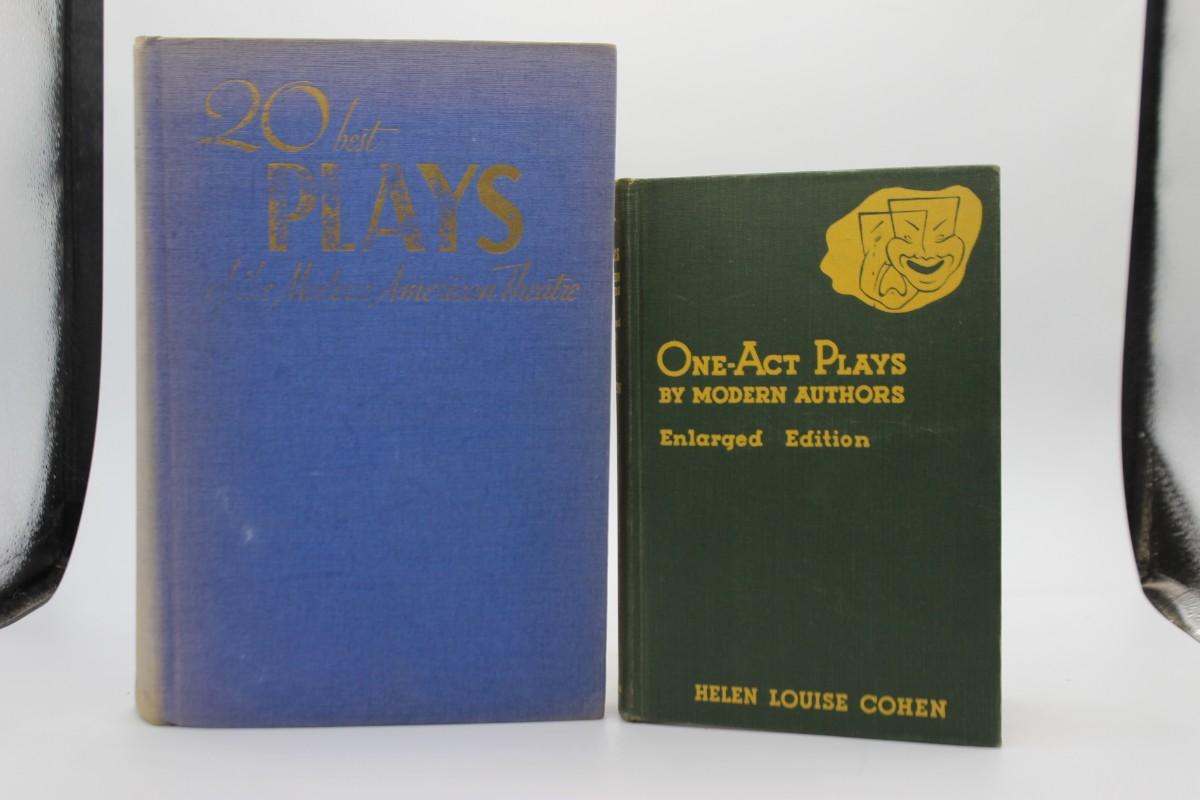 20 best
PLAYS
of the Modern American Theatre
ONE-ACT PLAYS
BY MODERN AUTHORS
Enlarged Edition
HELEN LOUISE COHEN